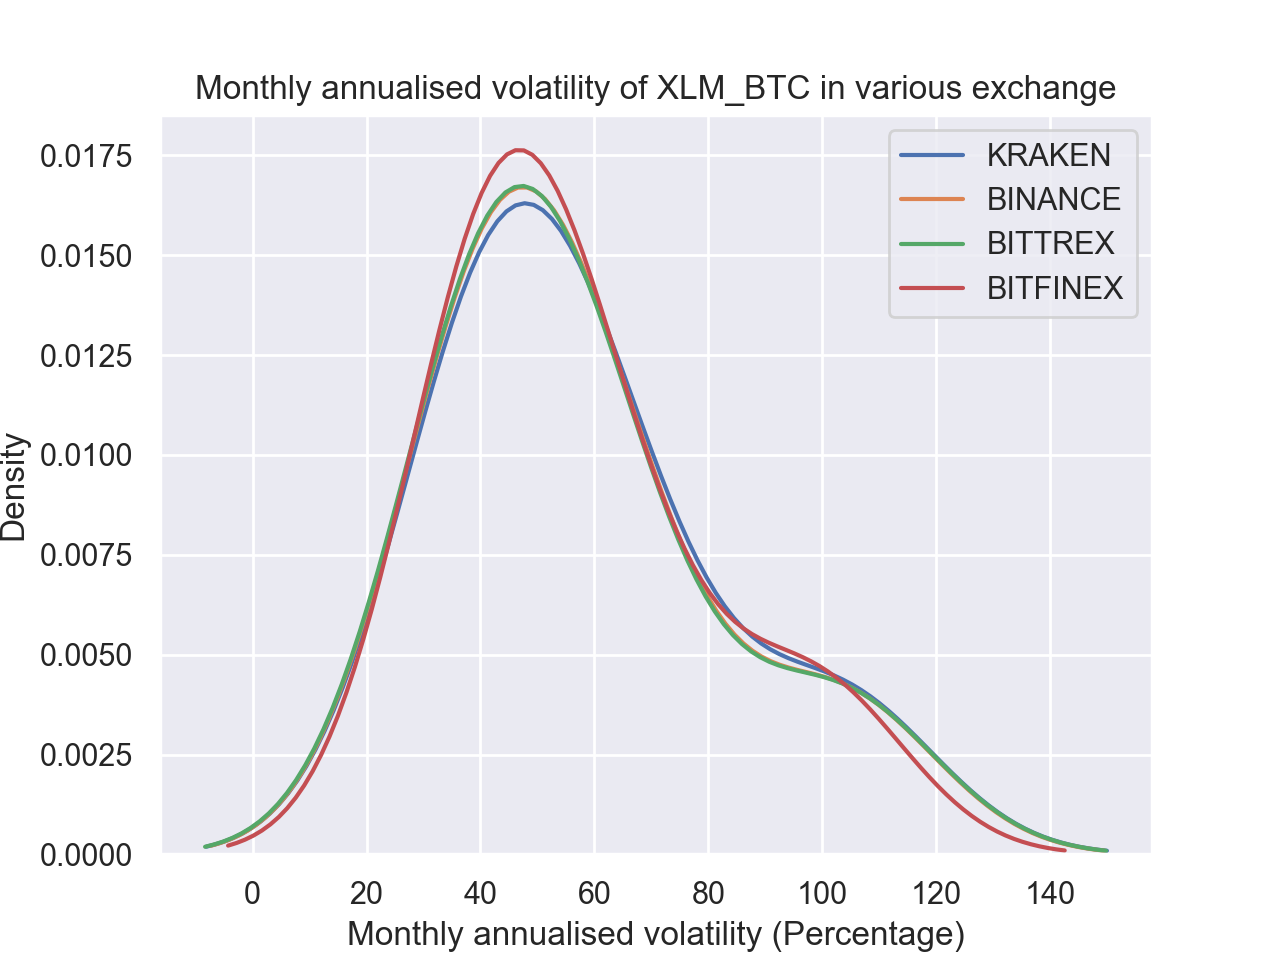 Monthly annualised volatility of XLM_BTC in various exchange
KRAKEN
BINANCE
BITTREX
BITFINEX
Density
0.0175
0.0150
0.0125
0.0100
0.0075
0.0050
0.0025
0.0000
0 20 40 60 80 100 120 140
Monthly annualised volatility (Percentage)